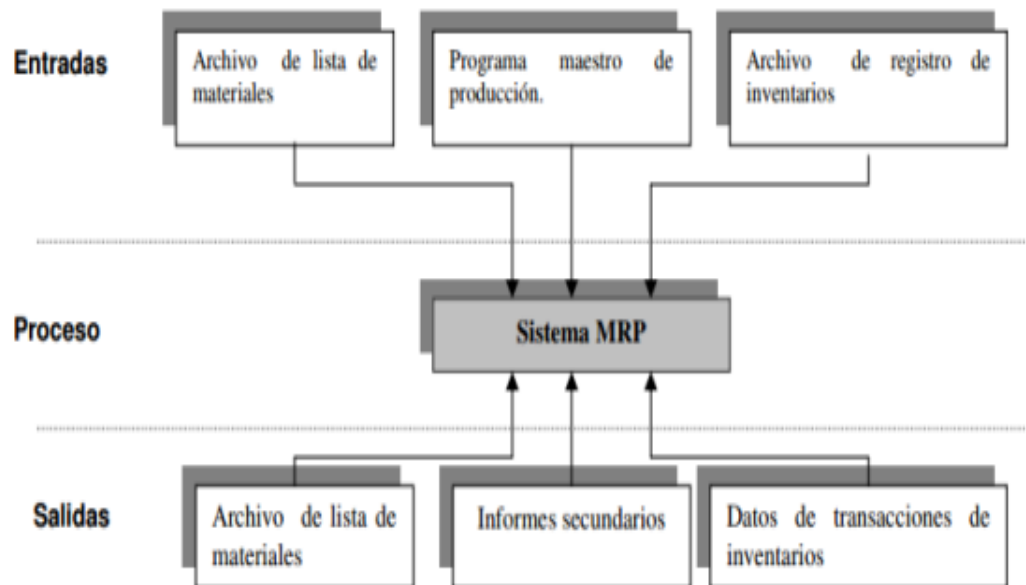 Entradas
Archivo de lista de
materiales
Programa maestro de
producción.
Archivo de registro de
inventarios
Proceso
Sistema MRP
Salidas
Archivo de lista de
materiales
Informes secundarios
Datos de transacciones de
inventarios